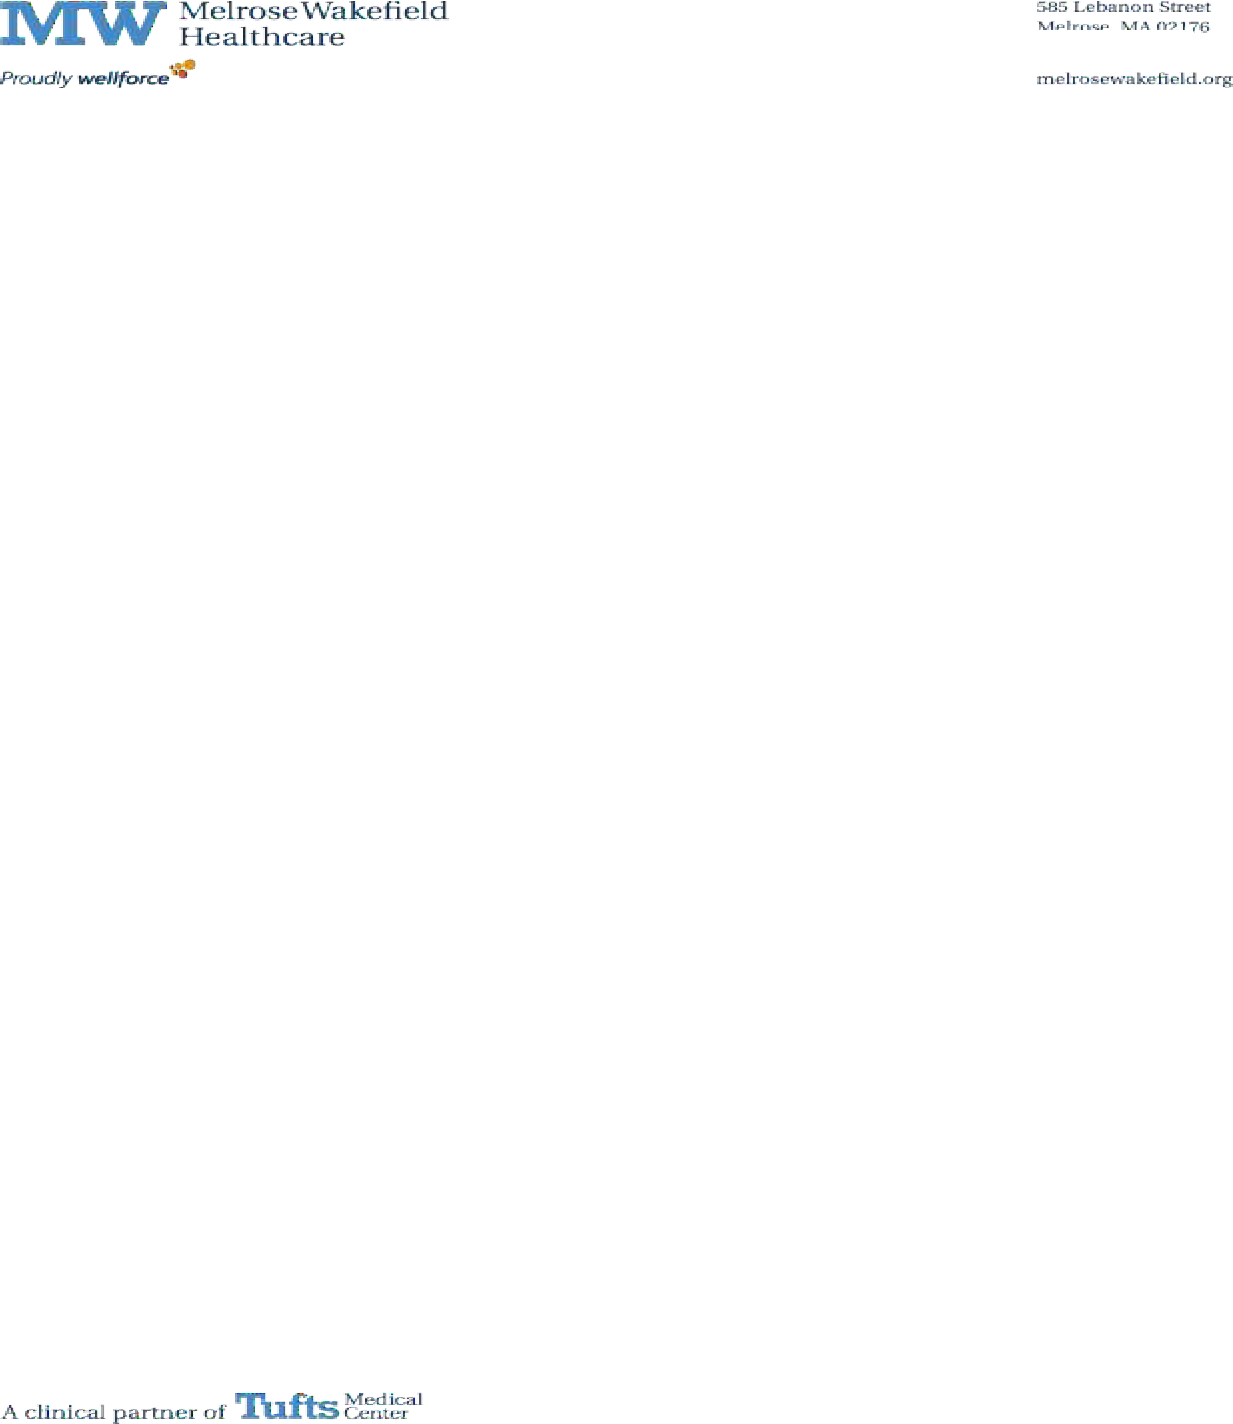 MW MelroseWakefield
Healthcare
Proudly wellforce
585 Lebanon Street
Melrose, MA 02176
melrosewakefield.org
A clinical partner of Tufts Medical
Center